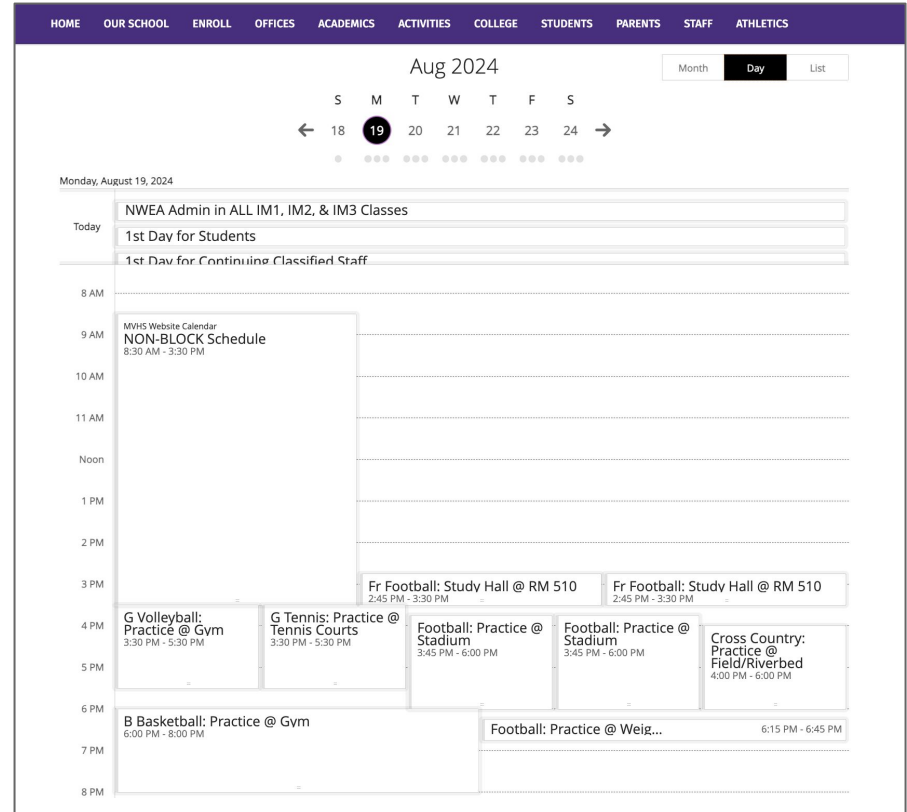 HOME OUR SCHOOL ENROLL OFFICES ACADEMICS ACTIVITIES COLLEGE STUDENTS PARENTS STAFF ATHLETICS
Aug 2024
Month Day List
S M T W T F S
18 19 20 21 22 23 24
Monday, August 19, 2024
Today
NWEA Admin in ALL IM1, IM2, & IM3 Classes
1st Day for Students
1st Day for Continuing Classified Staff
8 AM
9 AM
MVHS Website Calendar
NON-BLOCK Schedule
8:30 AM - 3:30 PM
10 AM
11 AM
Noon
1 PM
2 PM
3 PM
Fr Football: Study Hall @ RM 510
2:45 PM - 3:30 PM
Fr Football: Study Hall @ RM 510
2:45 PM - 3:30 PM
4 PM
G Volleyball:
Practice @ Gym
3:30 PM - 5:30 PM
G Tennis: Practice @
Tennis Courts
3:30 PM - 5:30 PM
Football: Practice @
Stadium
3:45 PM - 6:00 PM
Football: Practice @
Stadium
3:45 PM - 6:00 PM
Cross Country:
Practice @
Field/Riverbed
4:00 PM - 6:00 PM
5 PM
6 PM
B Basketball: Practice @ Gym
6:00 PM - 8:00 PM
Football: Practice @ Weig... 6:15 PM - 6:45 PM
7 PM
8 PM